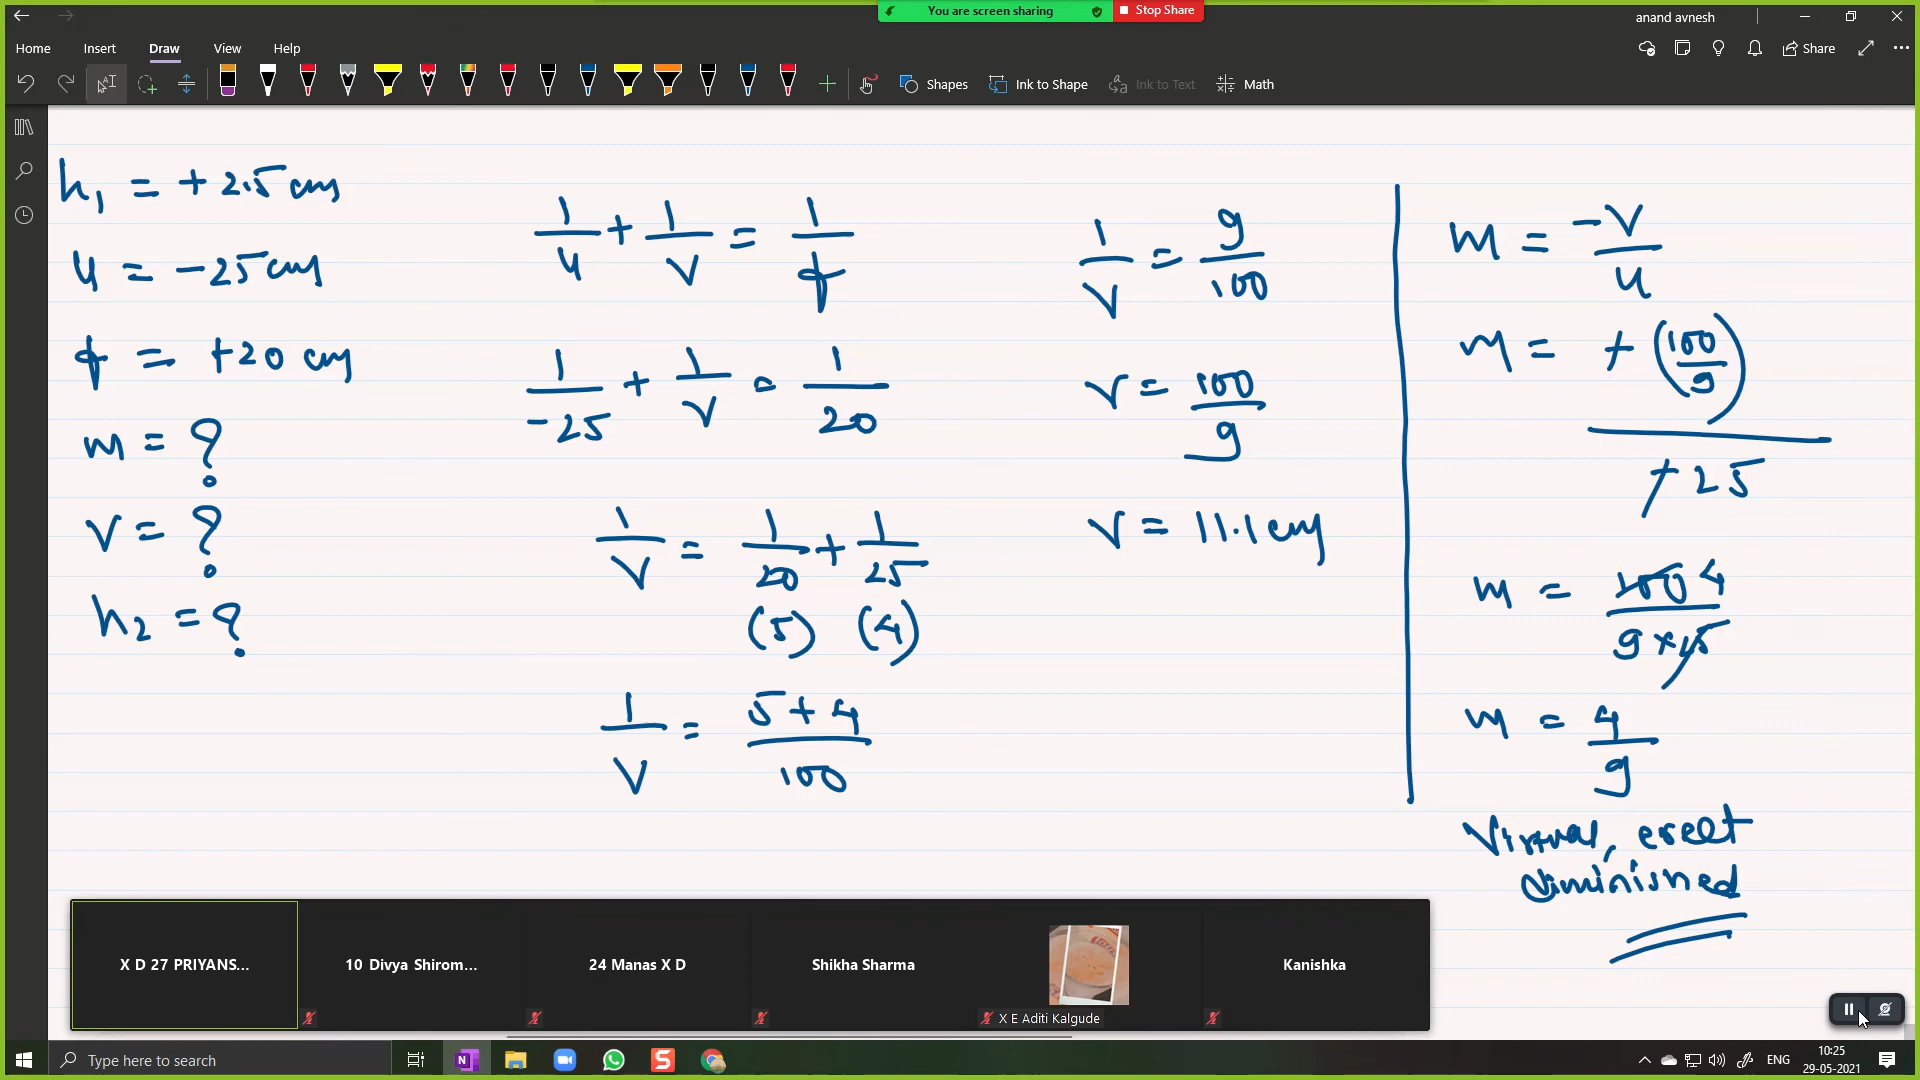 You are screen sharing Stop Share
anand avnesh
Home Insert Draw View Help
Share
Shapes Ink to Shape Ink to Text Math
h₁ = +2.5 cm
u = -25 cm
f = +20 cm
m = ?
v = ?
h₂ = ?
1/u + 1/v = 1/f
1/-25 + 1/v = 1/20
1/v = 1/20 + 1/25
(5) (4)
1/v = 5+4/100
1/v = 9/100
v = 100/9
v = 11.1 cm
m = -v/u
m = +(100/9)/+25
m = 100 4/9×25
m = 4/9
Virtual, erect
diminished
X D 27 PRIYANS...
10 Divya Shirom...
24 Manas X D
Shikha Sharma
X E Aditi Kalgude
Kanishka
Type here to search
ENG
10:25
29-05-2021